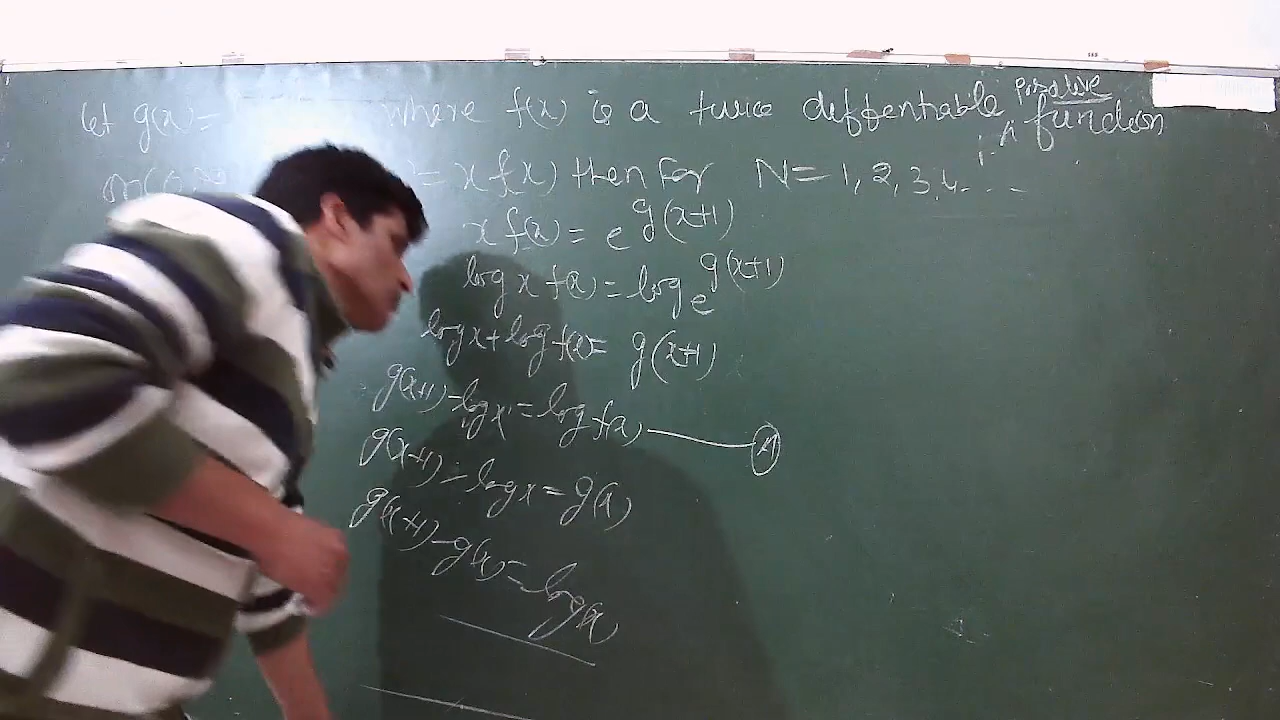 let g(x)= where f(x) is a twice deffentiable positive function
= x f(x) then for N= 1, 2, 3, 4 - - - -
x f(x) = e^g(x+1)
log x f(x) = log e^g(x+1)
log x + log f(x) = g(x+1)
g(x+1) - log x = log f(x)
g(x+1) - log x = g(x)
g(x+1) - g(x) = log(x)